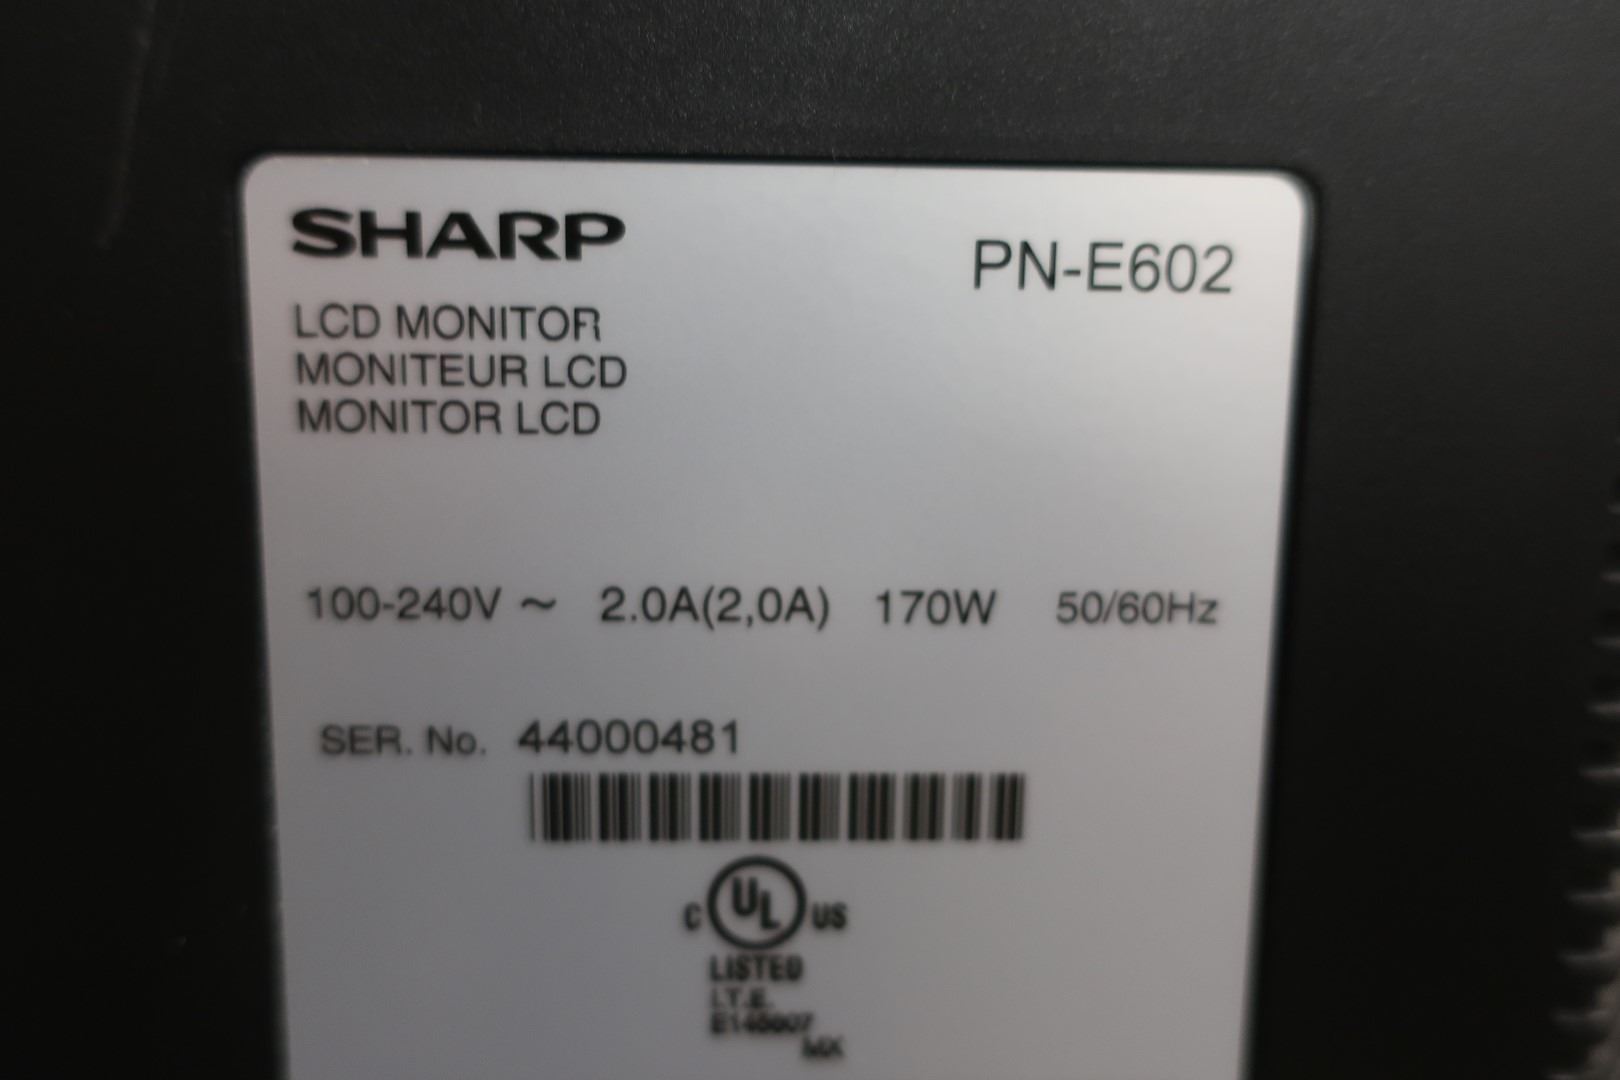 SHARP
PN-E602
LCD MONITOR
MONITEUR LCD
MONITOR LCD
100-240V ~ 2.0A(2,0A) 170W 50/60Hz
SER. No. 44000481
C UL US
LISTED
I.T.E.
MX